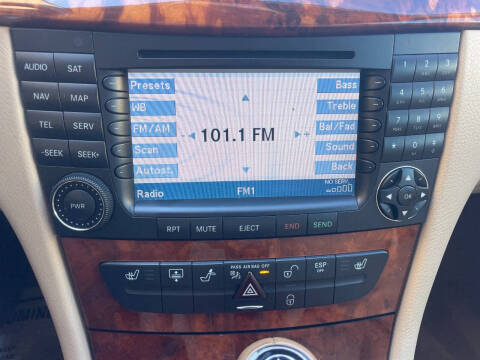 AUDIO SAT
NAV MAP
TEL SERV
-SEEK SEEK+
PWR
Presets
WB
FM/AM
Scan
Autost.
Radio
101.1 FM
FM1
Bass
Treble
Bal/Fad
Sound
Back
NO SERV.
RPT MUTE EJECT END SEND
1 2 3
4 5 6
7 8 9
* 0 #
OK
PASS AIRBAG OFF
ESP
OFF